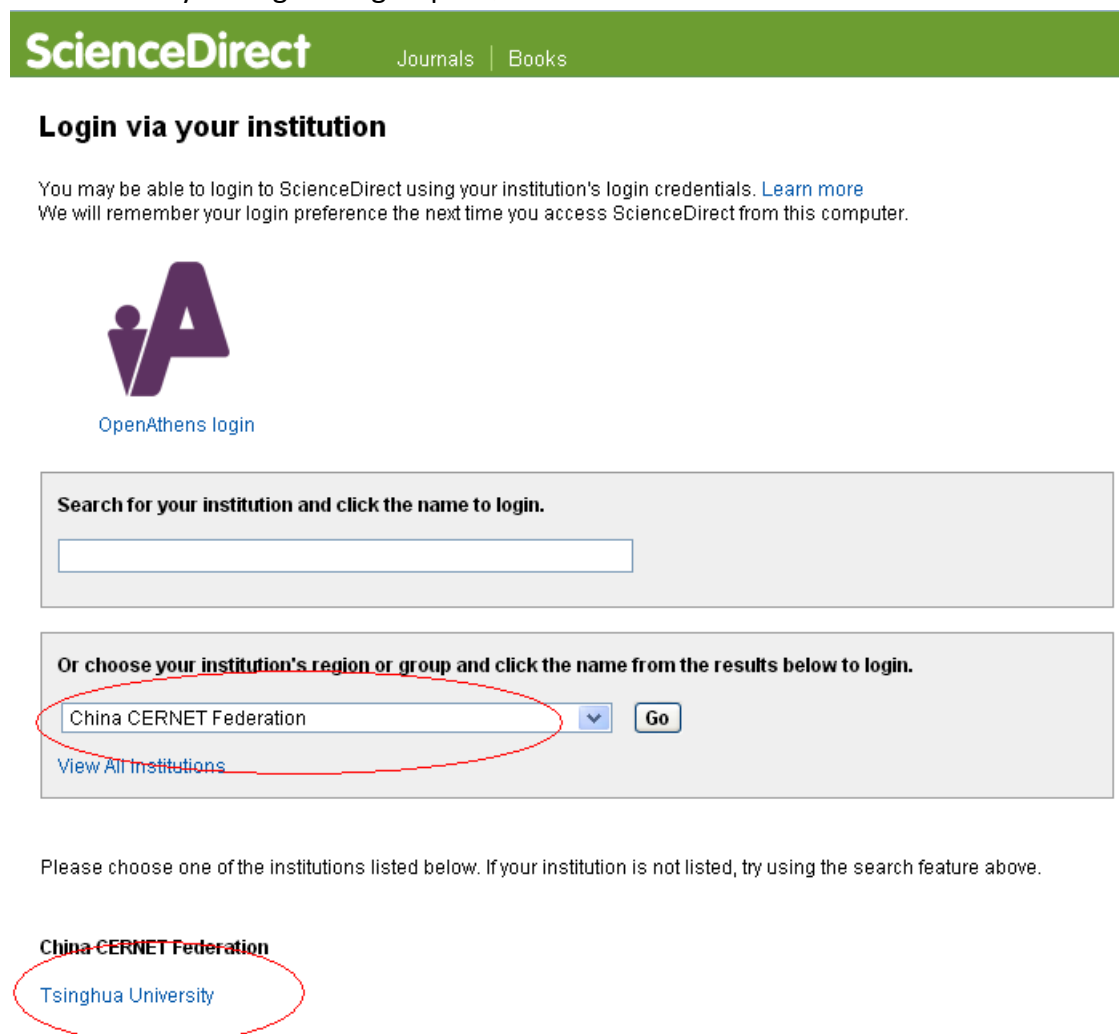 ScienceDirect
Journals | Books
Login via your institution
You may be able to login to ScienceDirect using your institution's login credentials. Learn more
We will remember your login preference the next time you access ScienceDirect from this computer.
OpenAthens login
Search for your institution and click the name to login.
Or choose your institution's region or group and click the name from the results below to login.
China CERNET Federation
Go
View All Institutions
Please choose one of the institutions listed below. If your institution is not listed, try using the search feature above.
China CERNET Federation
Tsinghua University